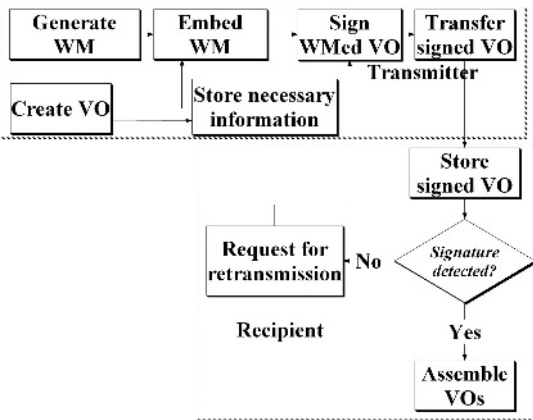 Generate
WM
Embed
WM
Sign
WMed VO
Transfer
signed VO
Transmitter
Create VO
Store necessary
information
Store
signed VO
Signature
detected?
No
Request for
retransmission
Recipient
Yes
Assemble
VOs